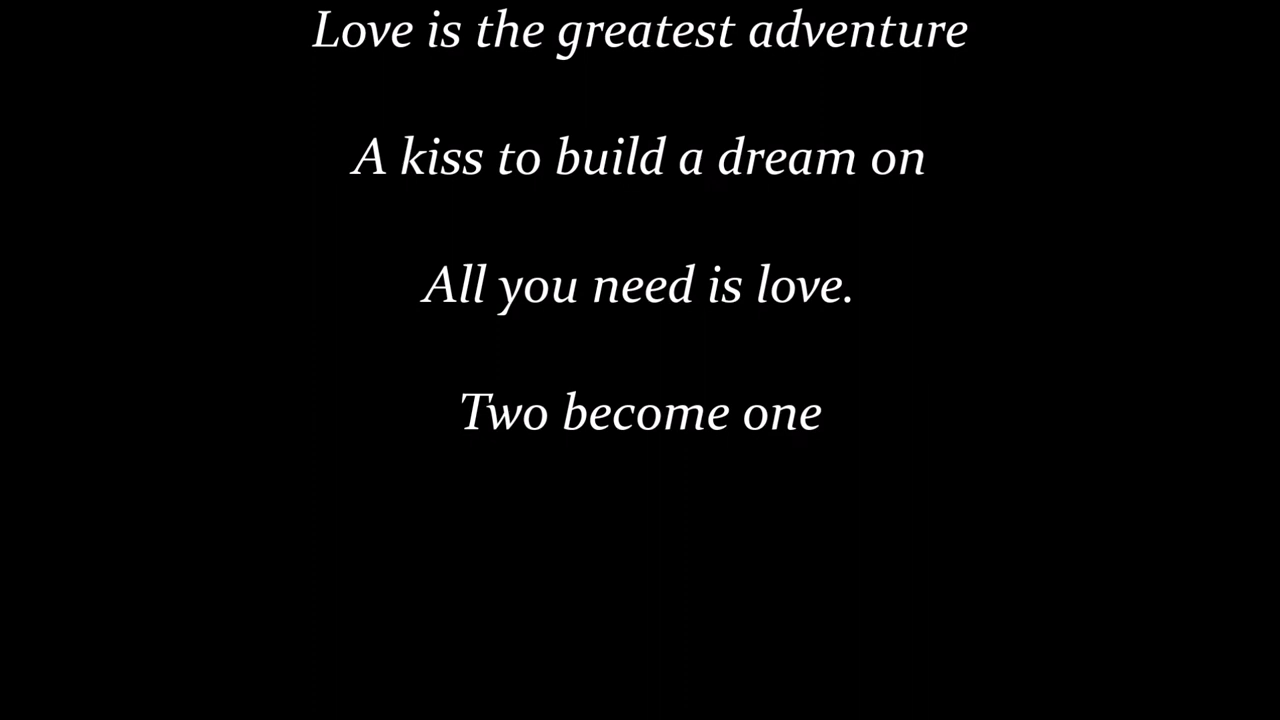 Love is the greatest adventure
A kiss to build a dream on
All you need is love.
Two become one